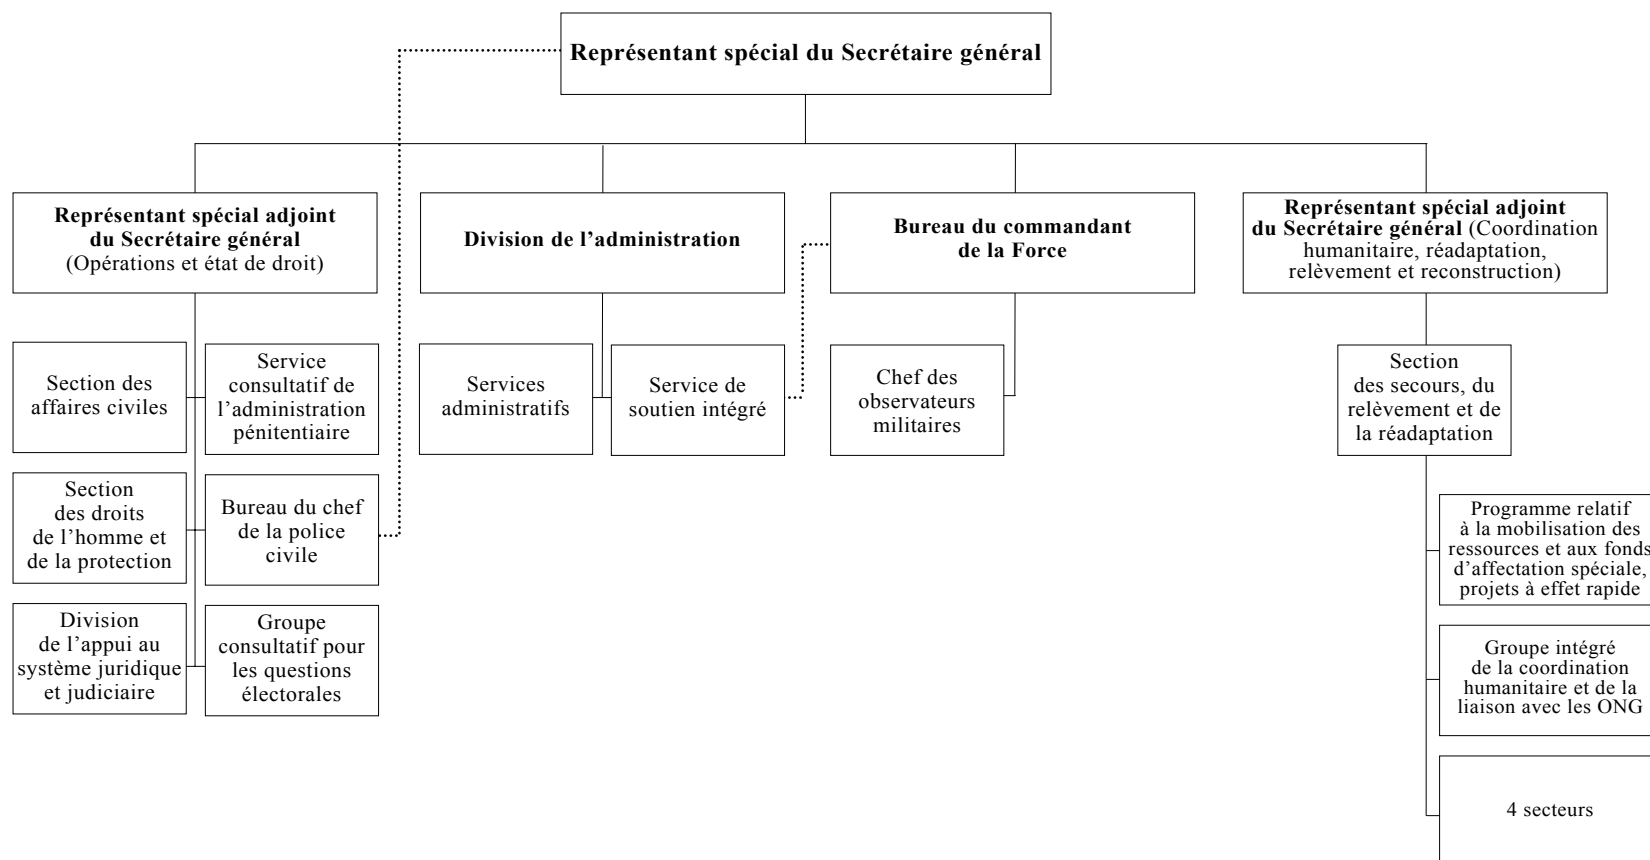 Représentant spécial du Secrétaire général
Représentant spécial adjoint
du Secrétaire général
(Opérations et état de droit)
Division de l’administration
Bureau du commandant
de la Force
Représentant spécial adjoint
du Secrétaire général (Coordination
humanitaire, réadaptation,
relèvement et reconstruction)
Section des
affaires civiles
Service
consultatif de
l’administration
pénitentiaire
Services
administratifs
Service de
soutien intégré
Chef des
observateurs
militaires
Section
des secours, du
relèvement et de
la réadaptation
Section
des droits
de l’homme et
de la protection
Bureau du chef
de la police
civile
Programme relatif
à la mobilisation des
ressources et aux fonds
d’affectation spéciale,
projets à effet rapide
Division
de l’appui au
système juridique
et judiciaire
Groupe
consultatif pour
les questions
électorales
Groupe intégré
de la coordination
humanitaire et de la
liaison avec les ONG
4 secteurs